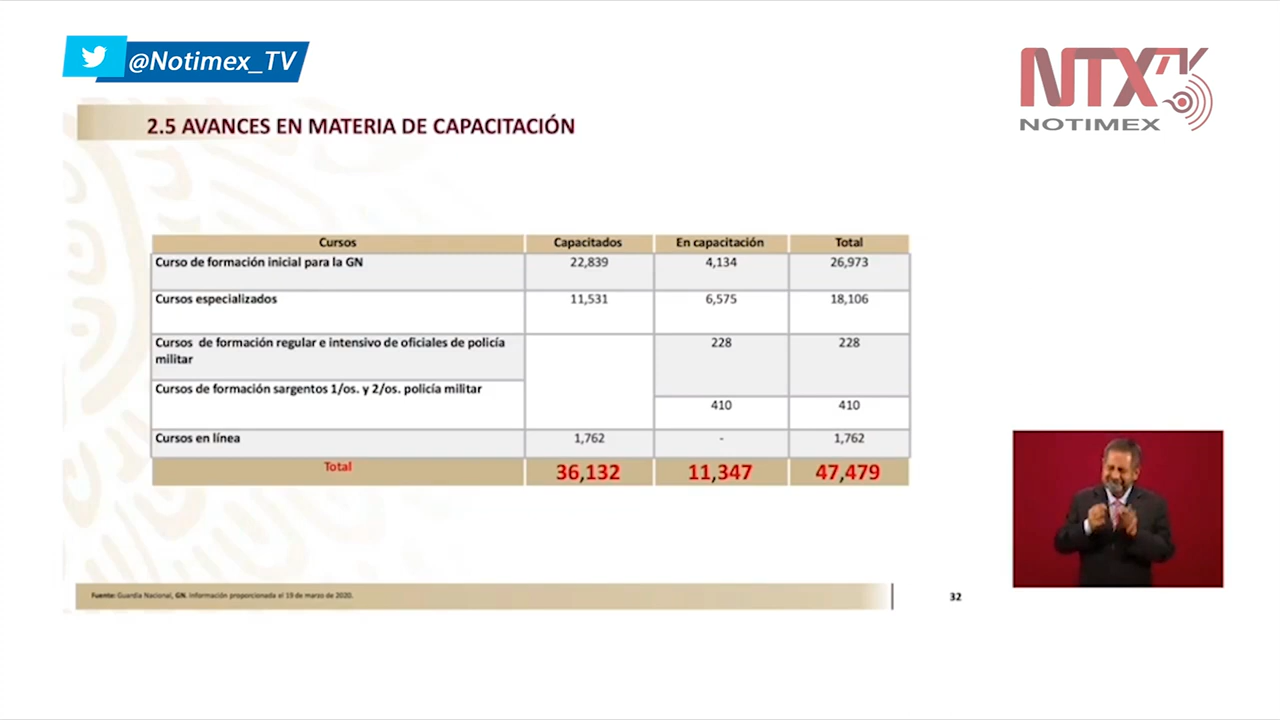 @Notimex_TV
NTX TV
NOTIMEX
2.5 AVANCES EN MATERIA DE CAPACITACIÓN
Cursos Capacitados En capacitación Total
Curso de formación inicial para la GN 22,839 4,134 26,973
Cursos especializados 11,531 6,575 18,106
Cursos de formación regular e intensivo de oficiales de policía 228 228
militar
Cursos de formación sargentos 1/os. y 2/os. policía militar
410 410
Cursos en línea 1,762 - 1,762
Total 36,132 11,347 47,479
Fuente: Guardia Nacional, GN. Información proporcionada el 19 de marzo de 2020.
32